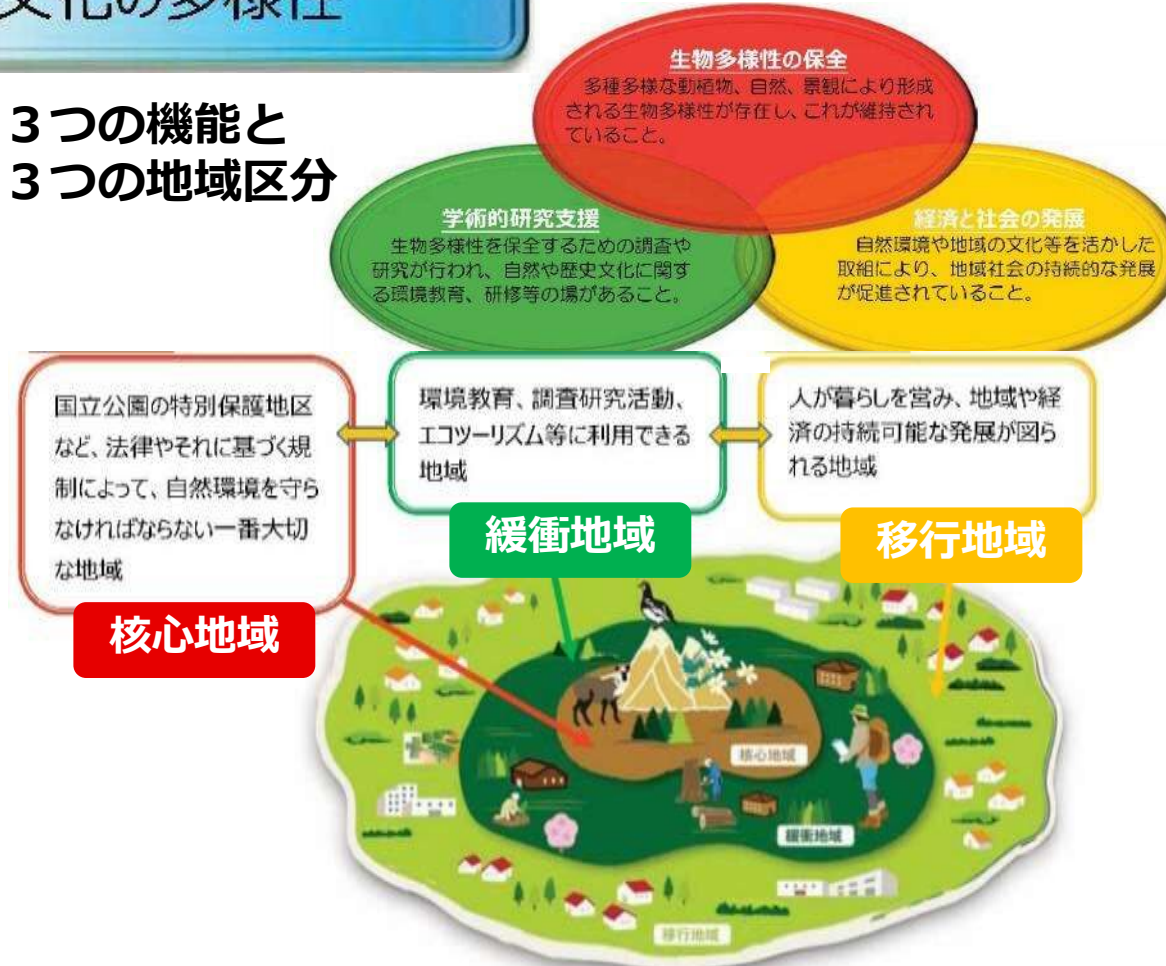 文化の多様性
３つの機能と
３つの地域区分
生物多様性の保全
多種多様な動植物、自然、景観により形成
される生物多様性が存在し、これが維持され
ていること。
学術的研究支援
生物多様性を保全するための調査や
研究が行われ、自然や歴史文化に関す
る環境教育、研修等の場があること。
経済と社会の発展
自然環境や地域の文化等を活かした
取組により、地域社会の持続的な発展
が促進されていること。
国立公園の特別保護地区
など、法律やそれに基づく規
制によって、自然環境を守ら
なければならない一番大切
な地域
核心地域
環境教育、調査研究活動、
エコツーリズム等に利用できる
地域
緩衝地域
人が暮らしを営み、地域や経
済の持続可能な発展が図ら
れる地域
移行地域
核心地域
緩衝地域
移行地域